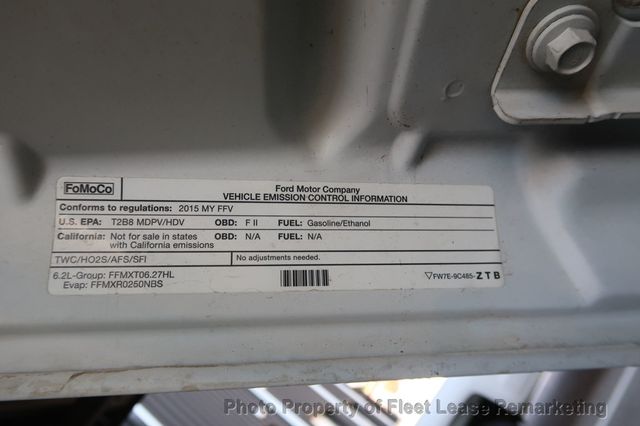 FoMoCo
Ford Motor Company
VEHICLE EMISSION CONTROL INFORMATION
Conforms to regulations: 2015 MY FFV
U.S. EPA: T2B8 MDPV/HDV OBD: F II FUEL: Gasoline/Ethanol
California: Not for sale in states with California emissions OBD: N/A FUEL: N/A
TWC/HO2S/AFS/SFI No adjustments needed.
6.2L-Group: FFMXT06.27HL
Evap: FFMXR0250NBS
FW7E-9C485-ZTB
Photo Property of Fleet Lease Remarketing